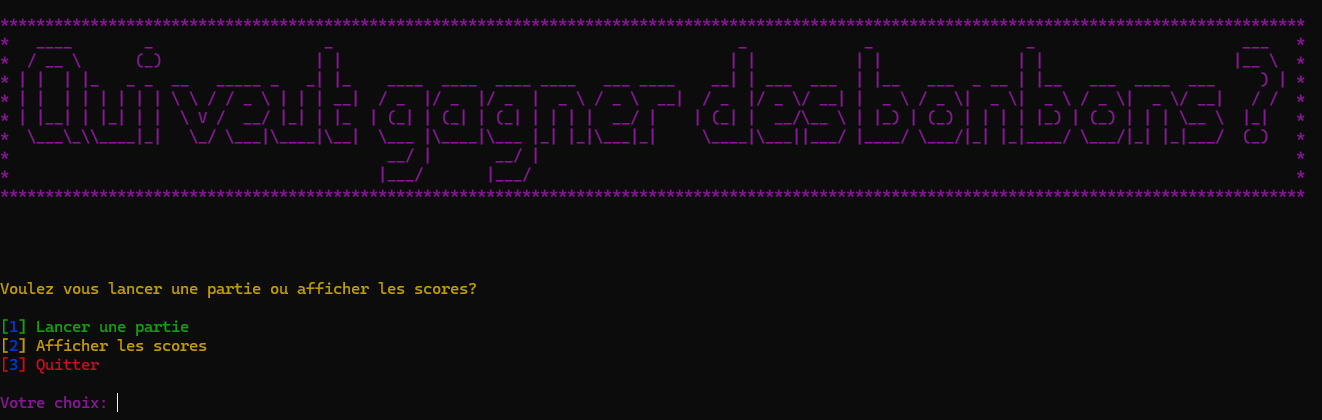 Qui veut gagner des bonbons ?
Voulez vous lancer une partie ou afficher les scores?
[1] Lancer une partie
[2] Afficher les scores
[3] Quitter
Votre choix: